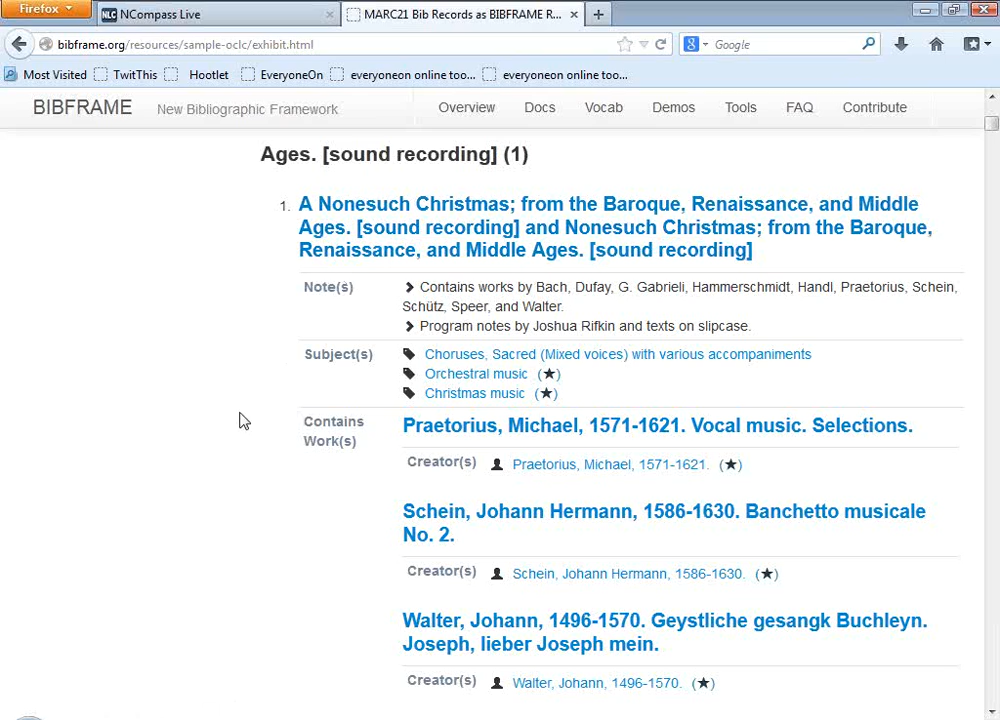 Firefox
NLC NCompass Live ×
MARC21 Bib Records as BIBFRAME R... × +
bibframe.org/resources/sample-oclc/exhibit.html
8 Google
Most Visited TwitThis Hootlet EveryoneOn everyoneon online too... everyoneon online too...
BIBFRAME New Bibliographic Framework Overview Docs Vocab Demos Tools FAQ Contribute
Ages. [sound recording] (1)
1. A Nonesuch Christmas; from the Baroque, Renaissance, and Middle
Ages. [sound recording] and Nonesuch Christmas; from the Baroque,
Renaissance, and Middle Ages. [sound recording]
Note(s) Contains works by Bach, Dufay, G. Gabrieli, Hammerschmidt, Handl, Praetorius, Schein,
Schütz, Speer, and Walter.
Program notes by Joshua Rifkin and texts on slipcase.
Subject(s) Choruses, Sacred (Mixed voices) with various accompaniments
Orchestral music (★)
Christmas music (★)
Contains
Work(s)
Praetorius, Michael, 1571-1621. Vocal music. Selections.
Creator(s) Praetorius, Michael, 1571-1621. (★)
Schein, Johann Hermann, 1586-1630. Banchetto musicale
No. 2.
Creator(s) Schein, Johann Hermann, 1586-1630. (★)
Walter, Johann, 1496-1570. Geystliche gesangk Buchleyn.
Joseph, lieber Joseph mein.
Creator(s) Walter, Johann, 1496-1570. (★)